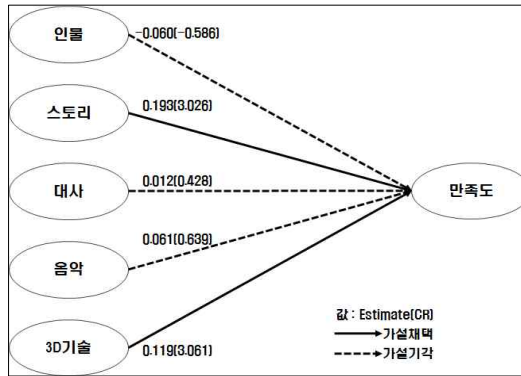 인물
-0.060(-0.586)
스토리
0.193(3.026)
대사
0.012(0.428)
만족도
음악
0.061(0.639)
3D기술
0.119(3.061)
값 : Estimate(CR)
가설채택
가설기각